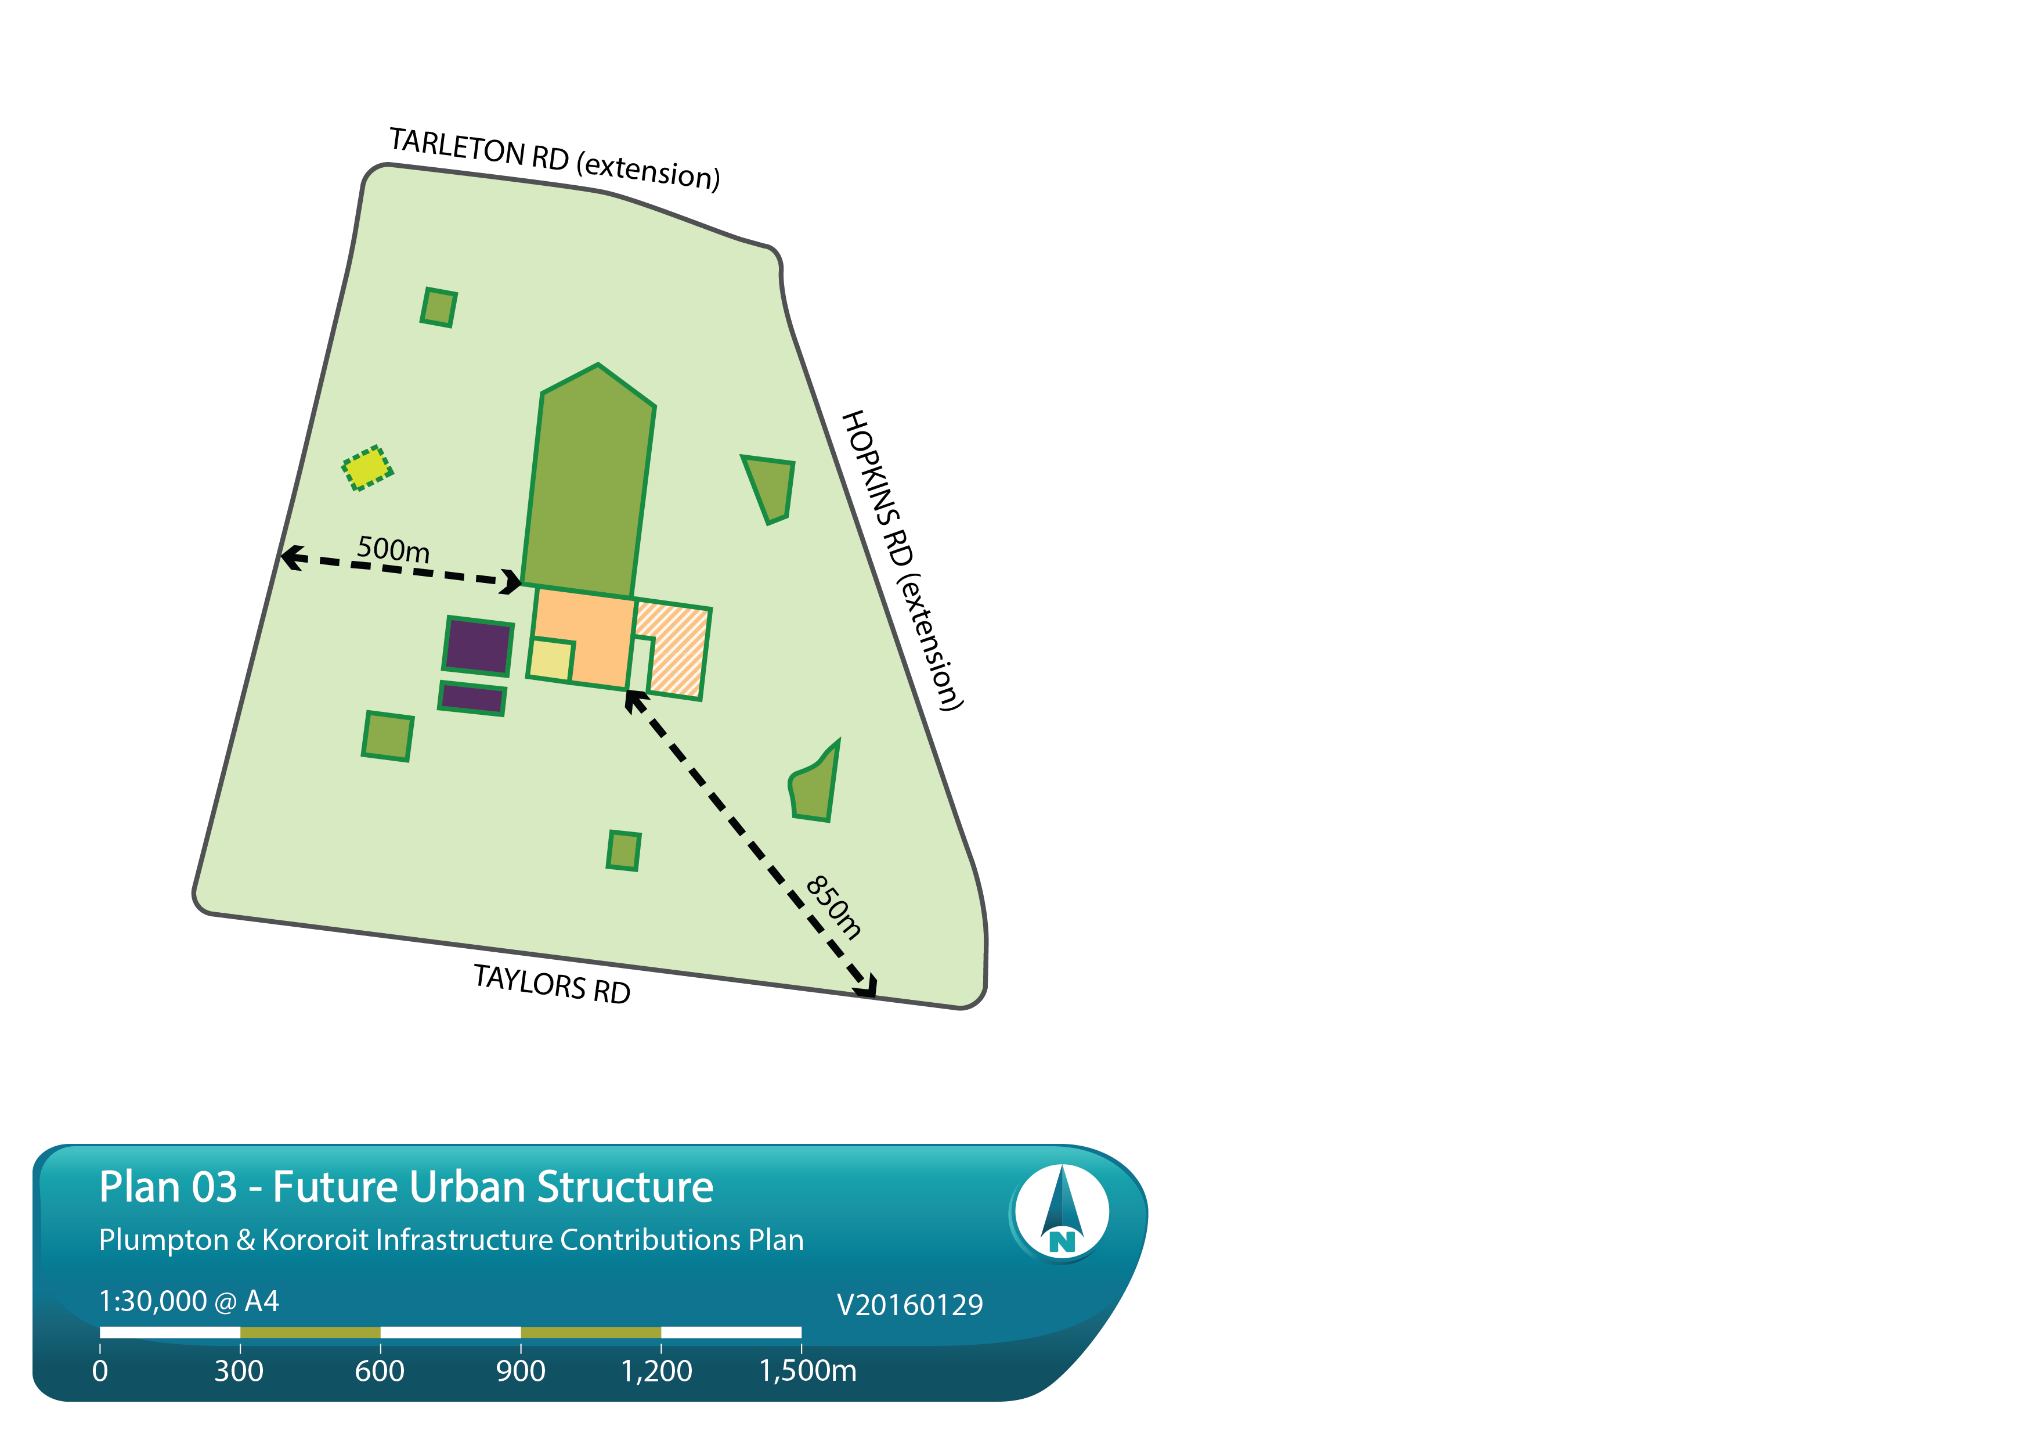 TARLETON RD (extension)
HOPKINS RD (extension)
500m
850m
TAYLORS RD
Plan 03 - Future Urban Structure
Plumpton & Kororoit Infrastructure Contributions Plan
N
1:30,000 @ A4
V20160129
0 300 600 900 1,200 1,500m